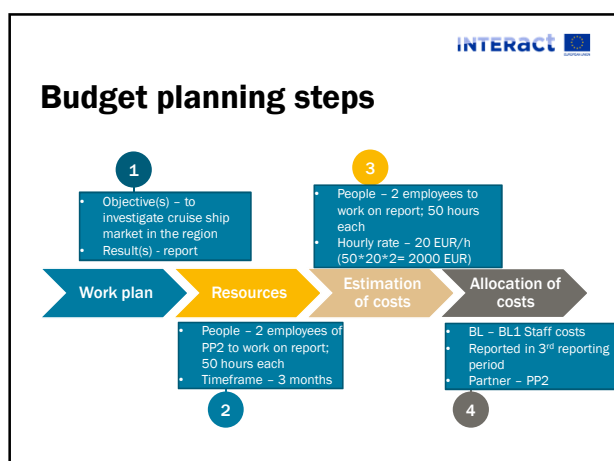 INTERact
EUROPEAN UNION
Budget planning steps
1
• Objective(s) – to
investigate cruise ship
market in the region
• Result(s) - report
3
• People – 2 employees to
work on report; 50 hours
each
• Hourly rate – 20 EUR/h
(50*20*2= 2000 EUR)
Work plan
Resources
Estimation
of costs
Allocation of
costs
• People – 2 employees of
PP2 to work on report;
50 hours each
• Timeframe – 3 months
2
• BL – BL1 Staff costs
• Reported in 3rd reporting
period
• Partner – PP2
4